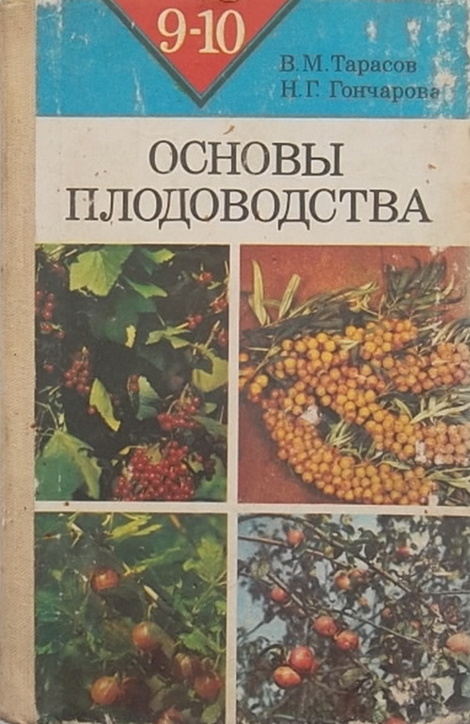 9-10
В. М. Тарасов
Н. Г. Гончарова
ОСНОВЫ
ПЛОДОВОДСТВА